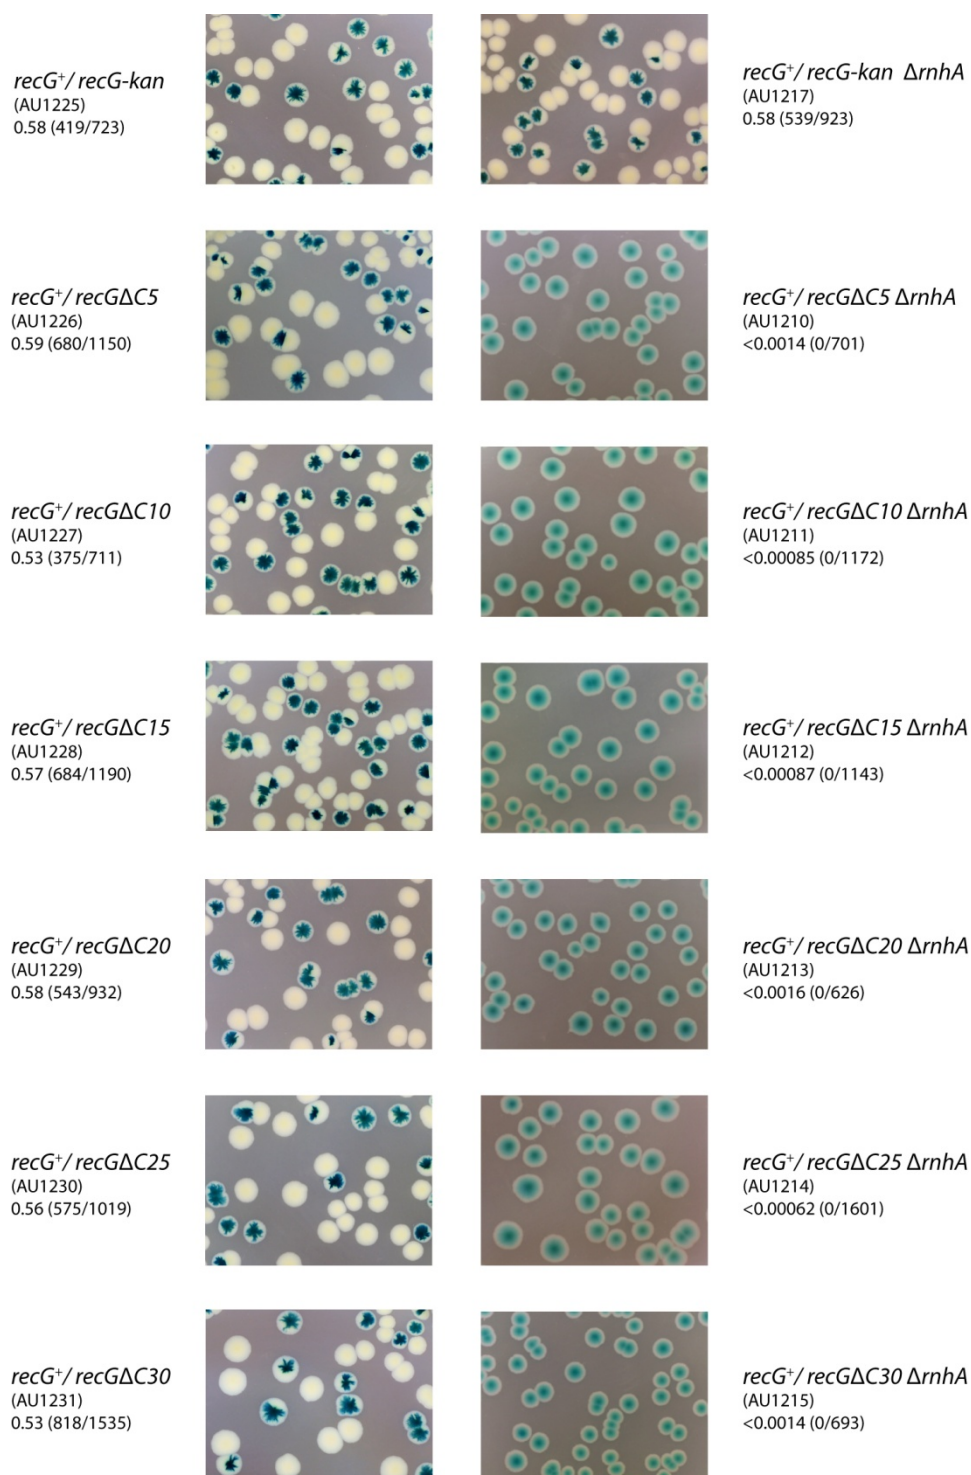 recG⁺/ recG-kan
(AU1225)
0.58 (419/723)
recG⁺/ recG-kan ΔrnhA
(AU1217)
0.58 (539/923)
recG⁺/ recGΔC5
(AU1226)
0.59 (680/1150)
recG⁺/ recGΔC5 ΔrnhA
(AU1210)
<0.0014 (0/701)
recG⁺/ recGΔC10
(AU1227)
0.53 (375/711)
recG⁺/ recGΔC10 ΔrnhA
(AU1211)
<0.00085 (0/1172)
recG⁺/ recGΔC15
(AU1228)
0.57 (684/1190)
recG⁺/ recGΔC15 ΔrnhA
(AU1212)
<0.00087 (0/1143)
recG⁺/ recGΔC20
(AU1229)
0.58 (543/932)
recG⁺/ recGΔC20 ΔrnhA
(AU1213)
<0.0016 (0/626)
recG⁺/ recGΔC25
(AU1230)
0.56 (575/1019)
recG⁺/ recGΔC25 ΔrnhA
(AU1214)
<0.00062 (0/1601)
recG⁺/ recGΔC30
(AU1231)
0.53 (818/1535)
recG⁺/ recGΔC30 ΔrnhA
(AU1215)
<0.0014 (0/693)